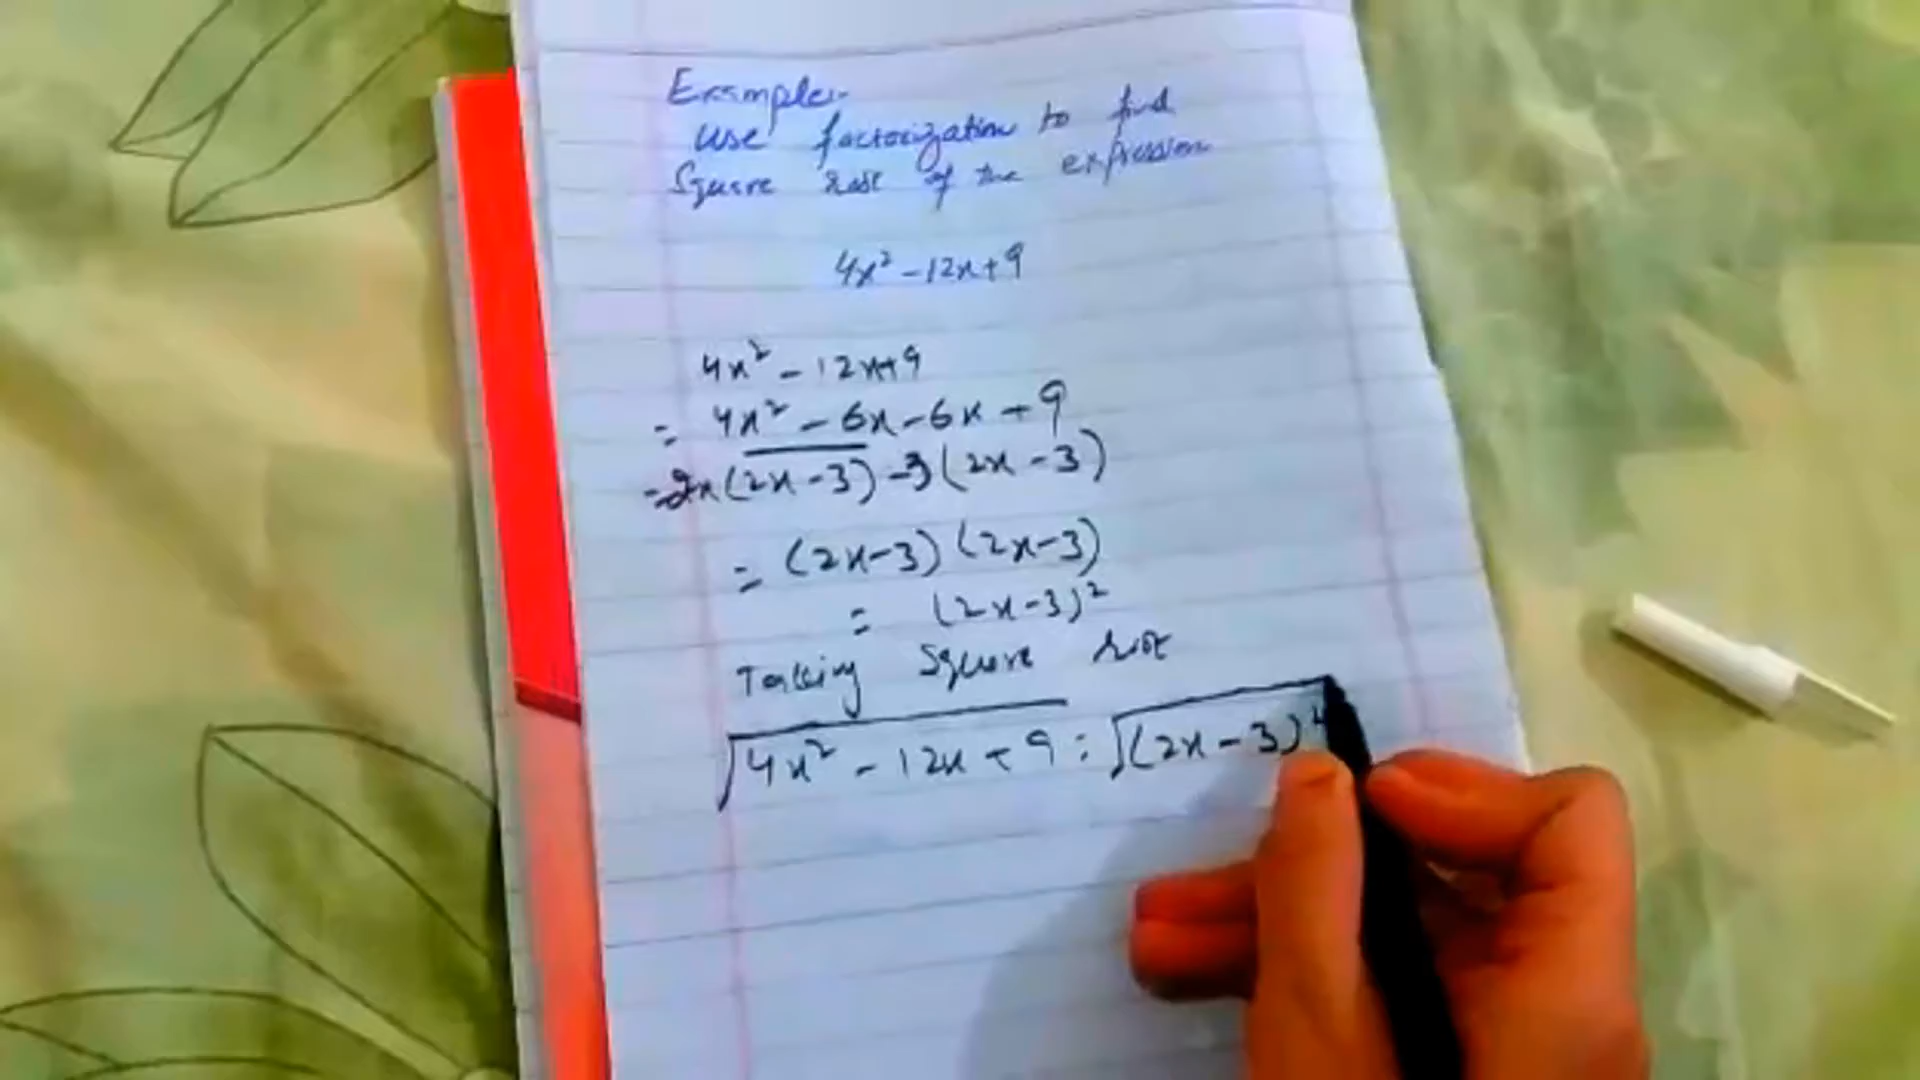 Example:-
Use factorization to find
Square root of the expression
4x² - 12x + 9
4x² - 12x + 9
= 4x² - 6x - 6x + 9
= 2x(2x - 3) - 3(2x - 3)
= (2x - 3)(2x - 3)
= (2x - 3)²
Taking Square root
√4x² - 12x + 9 = √(2x - 3)